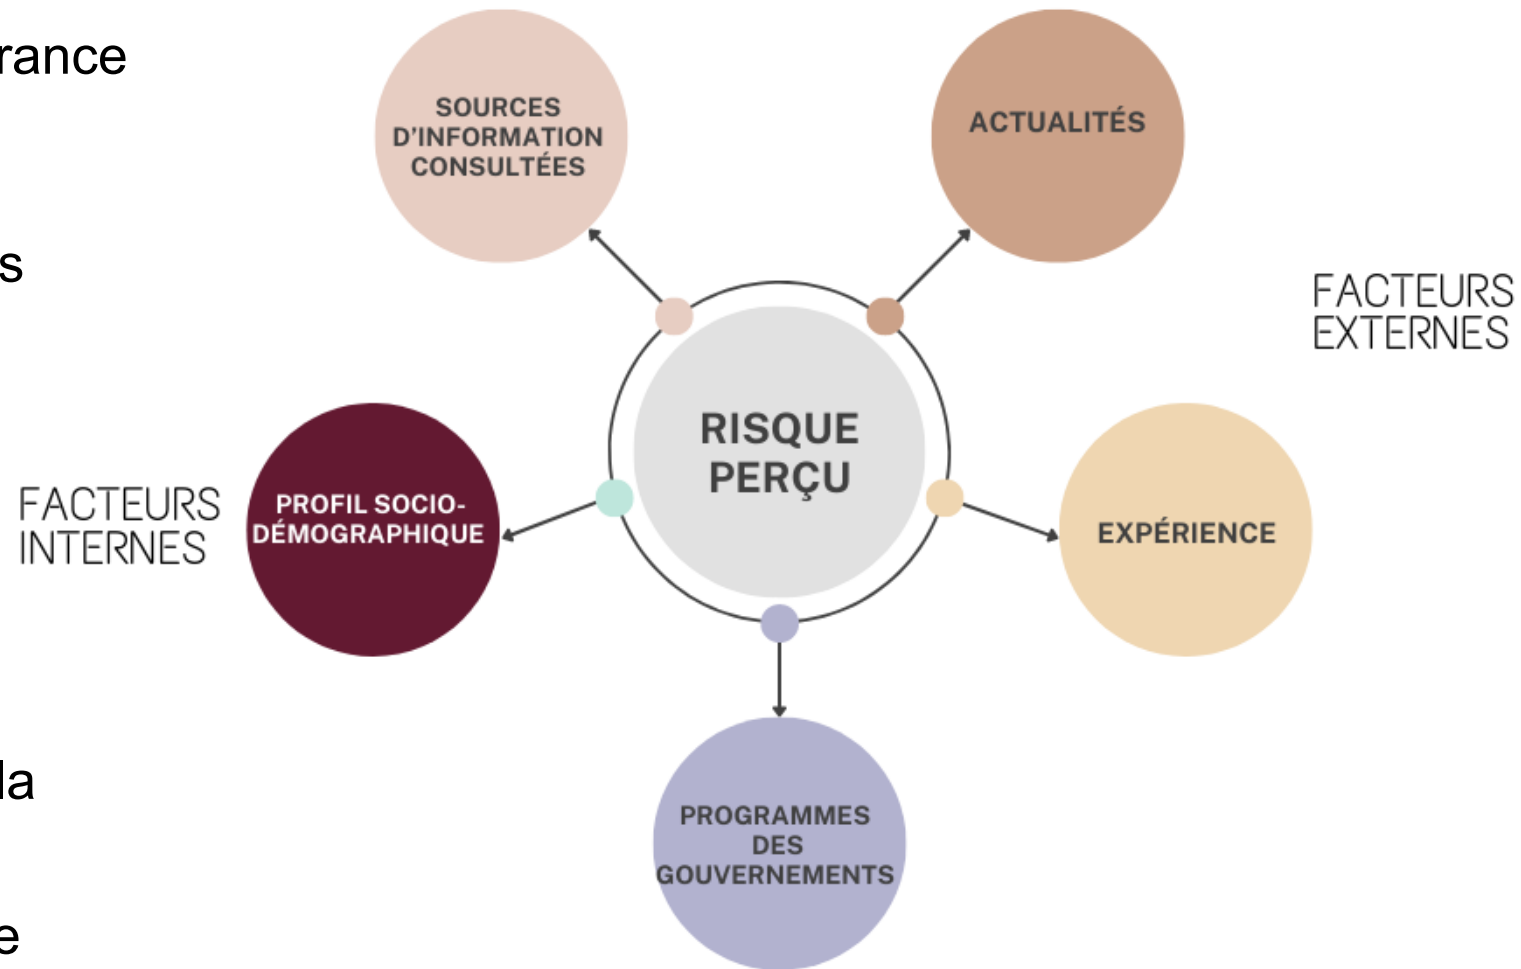 rance
s
la
e
SOURCES
D’INFORMATION
CONSULTÉES
ACTUALITÉS
FACTEURS
EXTERNES
RISQUE
PERÇU
FACTEURS
INTERNES
PROFIL SOCIO-
DÉMOGRAPHIQUE
EXPÉRIENCE
PROGRAMMES
DES
GOUVERNEMENTS